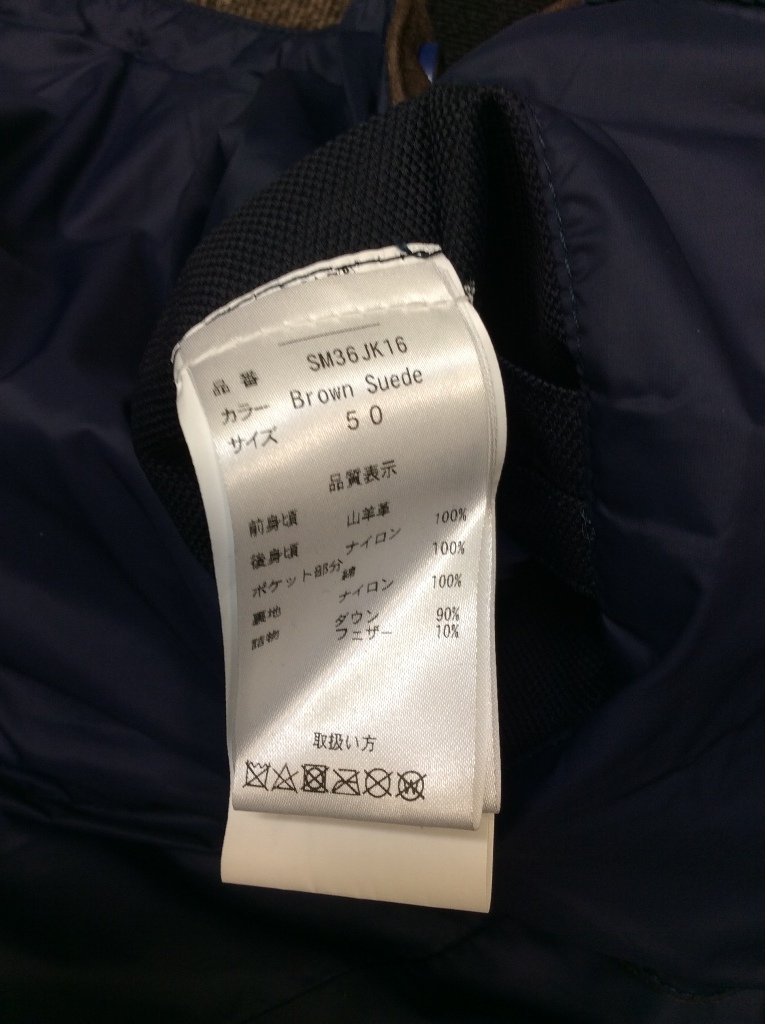 品番 SM36JK16
カラー Brown Suede
サイズ 50
品質表示
前身頃 山羊革 100%
後身頃 ナイロン 100%
ポケット部分 綿 100%
裏地 ナイロン
詰物 ダウン 90%
フェザー 10%
取扱い方
W